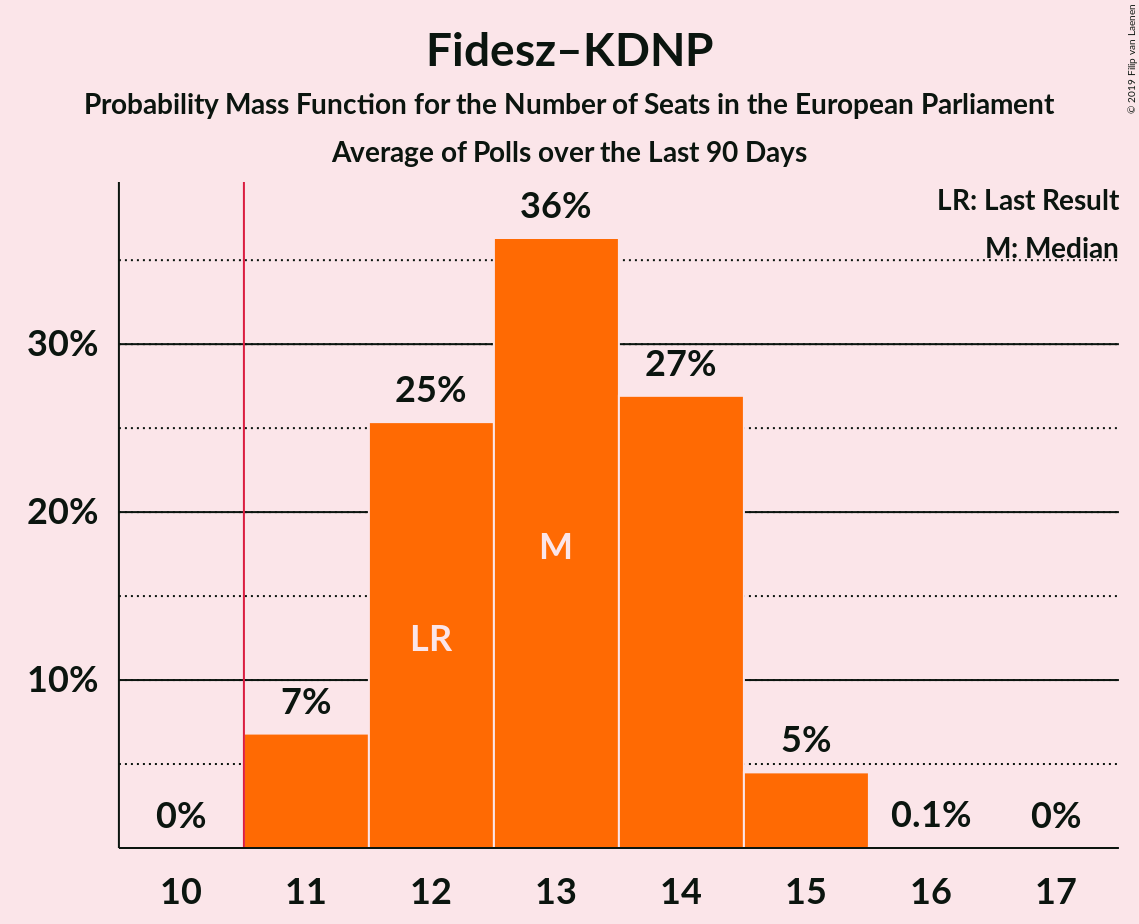 Fidesz–KDNP
Probability Mass Function for the Number of Seats in the European Parliament
Average of Polls over the Last 90 Days
© 2019 Filip van Laenen
LR: Last Result
M: Median
36%
30%
27%
25%
20%
M
LR
10%
7%
5%
0%
0.1%
0%
10 11 12 13 14 15 16 17